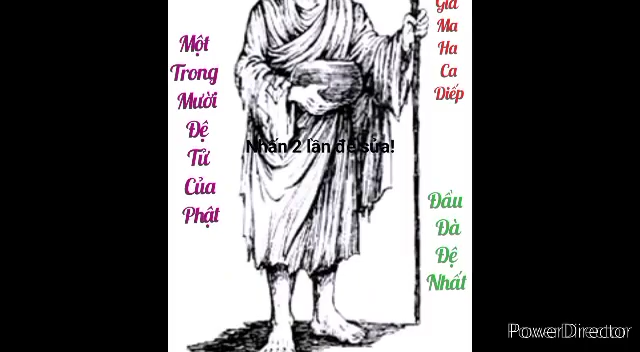 Một
Trong
Mười
Đệ
Tử
Của
Phật
Già
Ma
Ha
Ca
Diếp
Nhấn 2 lần để sửa!
Đầu
Đà
Đệ
Nhất
PowerDirector